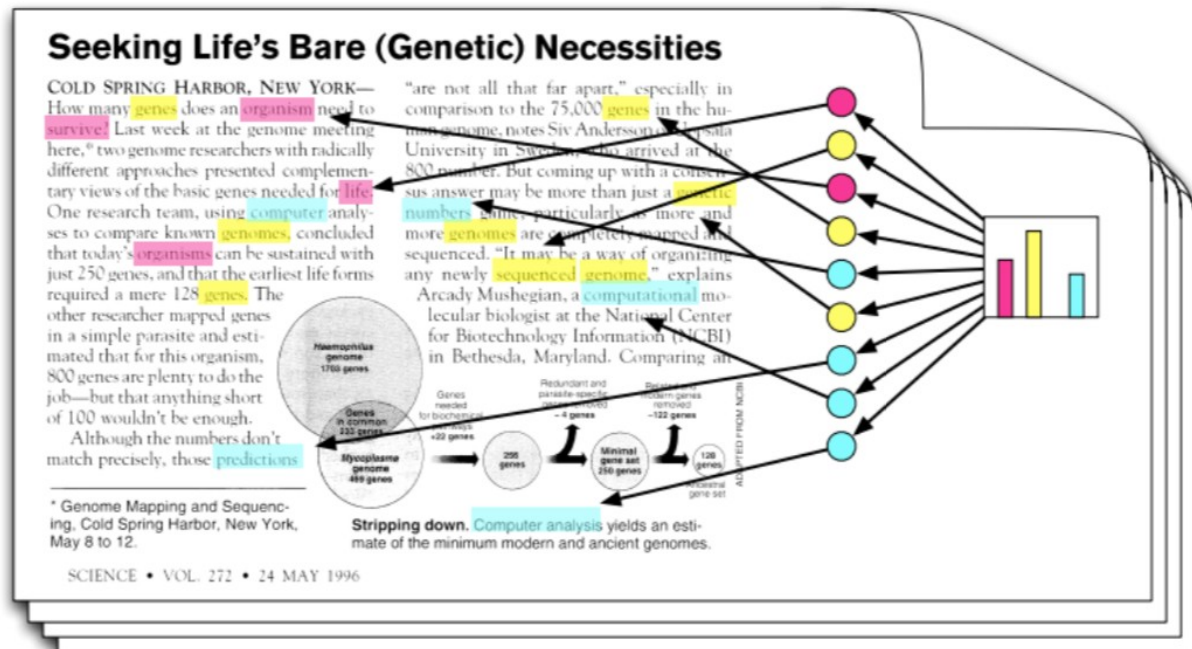 Seeking Life's Bare (Genetic) Necessities
COLD SPRING HARBOR, NEW YORK—
How many genes does an organism need to
survive? Last week at the genome meeting
here,* two genome researchers with radically
different approaches presented complemen-
tary views of the basic genes needed for life.
One research team, using computer analy-
ses to compare known genomes, concluded
that today's organisms can be sustained with
just 250 genes, and that the earliest life forms
required a mere 128 genes. The
other researcher mapped genes
in a simple parasite and esti-
mated that for this organism,
800 genes are plenty to do the
job—but that anything short
of 100 wouldn't be enough.
Although the numbers don't
match precisely, those predictions
* Genome Mapping and Sequenc-
ing, Cold Spring Harbor, New York,
May 8 to 12.
"are not all that far apart," especially in
comparison to the 75,000 genes in the hu-
man genome, notes Siv Andersson of Uppsala
University in Sweden, who arrived at the
800 number. But coming up with a consen-
sus answer may be more than just a genetic
numbers game, particularly as more and
more genomes are completely mapped and
sequenced. "It may be a way of organizing
any newly sequenced genome," explains
Arcady Mushegian, a computational mo-
lecular biologist at the National Center
for Biotechnology Information (NCBI)
in Bethesda, Maryland. Comparing an
Haemophilus
genome
1703 genes
Genes
in common
233 genes
Mycoplasma
genome
469 genes
Genes
needed
for biochemical
pathways
+22 genes
256
genes
Redundant and
parasite-specific
genes removed
– 4 genes
Minimal
gene set
250 genes
Related and
modern genes
removed
–122 genes
128
genes
Ancestral
gene set
ADAPTED FROM NCBI
Stripping down. Computer analysis yields an esti-
mate of the minimum modern and ancient genomes.
SCIENCE • VOL. 272 • 24 MAY 1996